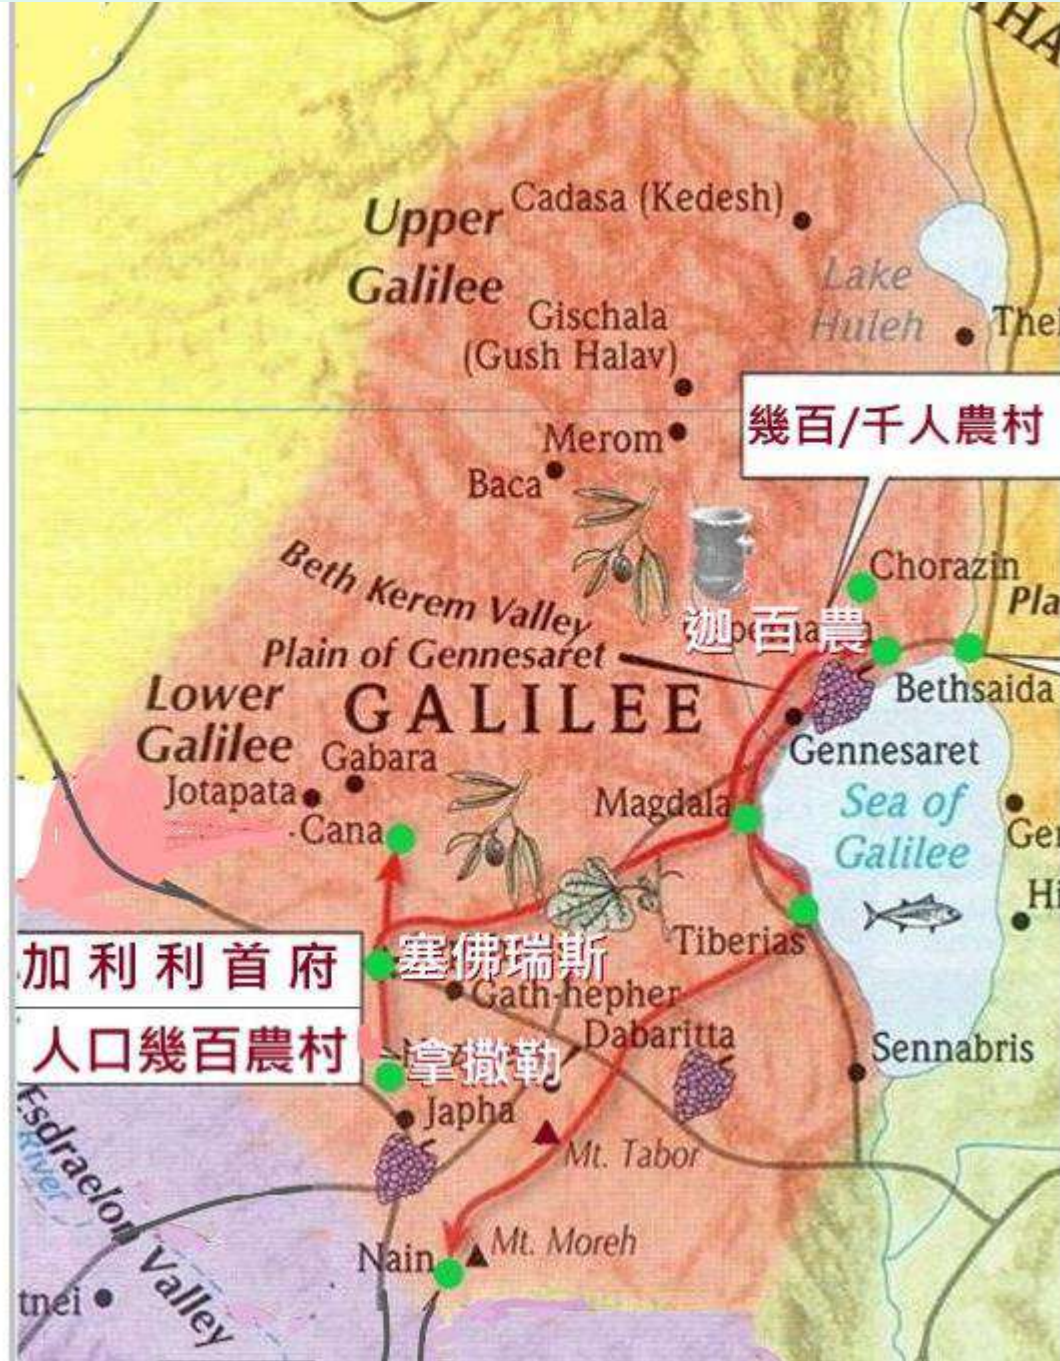 THA
Upper
Galilee
Cadasa (Kedesh)
Lake
Huleh
Gischala
(Gush Halav)
The
幾百/千人農村
Merom
Baca
Chorazin
Beth Kerem Valley
Pla
迦百農
Plain of Gennesaret
Bethsaida
Lower
Galilee
GALILEE
Gennesaret
Gabara
Jotapata
Magdala
Sea of
Galilee
Cana
Ge
Hi
Tiberias
加利利首府
塞佛瑞斯
Gath-hepher
人口幾百農村
拿撒勒
Dabaritta
Sennabris
Japha
Esdraelon
Valley
River
Mt. Tabor
Nain
Mt. Moreh
tnei